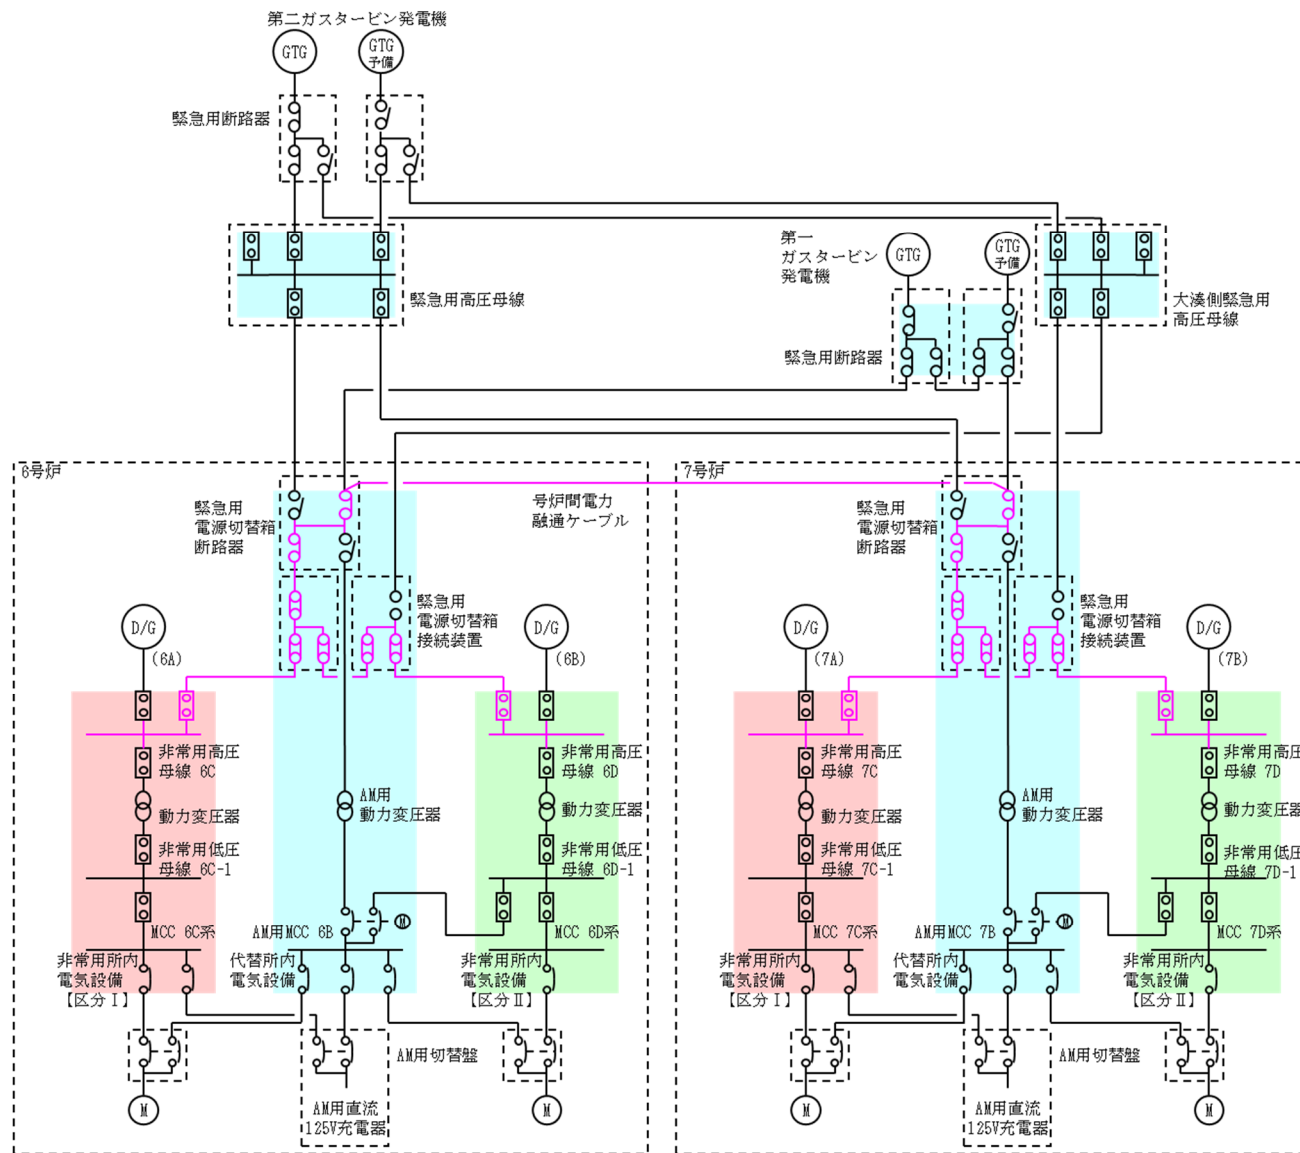 第二ガスタービン発電機
GTG
GTG
予備
緊急用断路器
緊急用高圧母線
第一
ガスタービン
発電機
GTG
GTG
予備
緊急用断路器
大湊側緊急用
高圧母線
6号炉
緊急用
電源切替箱
断路器
号炉間電力
融通ケーブル
緊急用
電源切替箱
接続装置
D/G
(6A)
D/G
(6B)
非常用高圧
母線 6C
動力変圧器
非常用低圧
母線 6C-1
MCC 6C系
非常用所内
電気設備
【区分Ⅰ】
AM用
動力変圧器
M
AM用MCC 6B
代替所内
電気設備
非常用高圧
母線 6D
動力変圧器
非常用低圧
母線 6D-1
MCC 6D系
非常用所内
電気設備
【区分Ⅱ】
AM用切替盤
M
AM用直流
125V充電器
M
7号炉
緊急用
電源切替箱
断路器
緊急用
電源切替箱
接続装置
D/G
(7A)
D/G
(7B)
非常用高圧
母線 7C
動力変圧器
非常用低圧
母線 7C-1
MCC 7C系
非常用所内
電気設備
【区分Ⅰ】
AM用
動力変圧器
M
AM用MCC 7B
代替所内
電気設備
非常用高圧
母線 7D
動力変圧器
非常用低圧
母線 7D-1
MCC 7D系
非常用所内
電気設備
【区分Ⅱ】
AM用切替盤
M
AM用直流
125V充電器
M